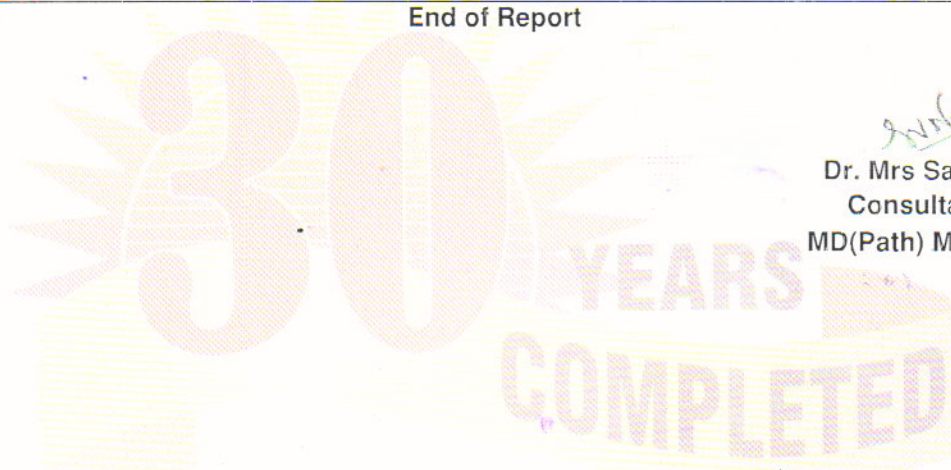 End of Report
30
YEARS
COMPLETED
Dr. Mrs Sa
Consulta
MD(Path) M